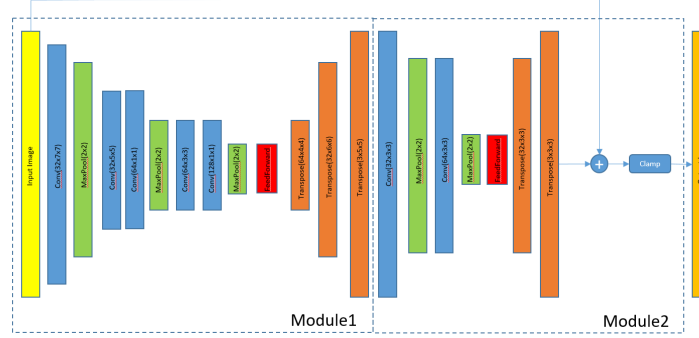 Input Image
Conv(32x7x7)
MaxPool(2x2)
Conv(32x5x5)
Conv(64x1x1)
MaxPool(2x2)
Conv(64x3x3)
Conv(128x1x1)
MaxPool(2x2)
FeedForward
Transpose(64x4x4)
Transpose(32x6x6)
Transpose(3x5x5)
Module1
Conv(32x3x3)
MaxPool(2x2)
Conv(64x3x3)
MaxPool(2x2)
FeedForward
Transpose(32x3x3)
Transpose(3x3x3)
+
Clamp
Module2